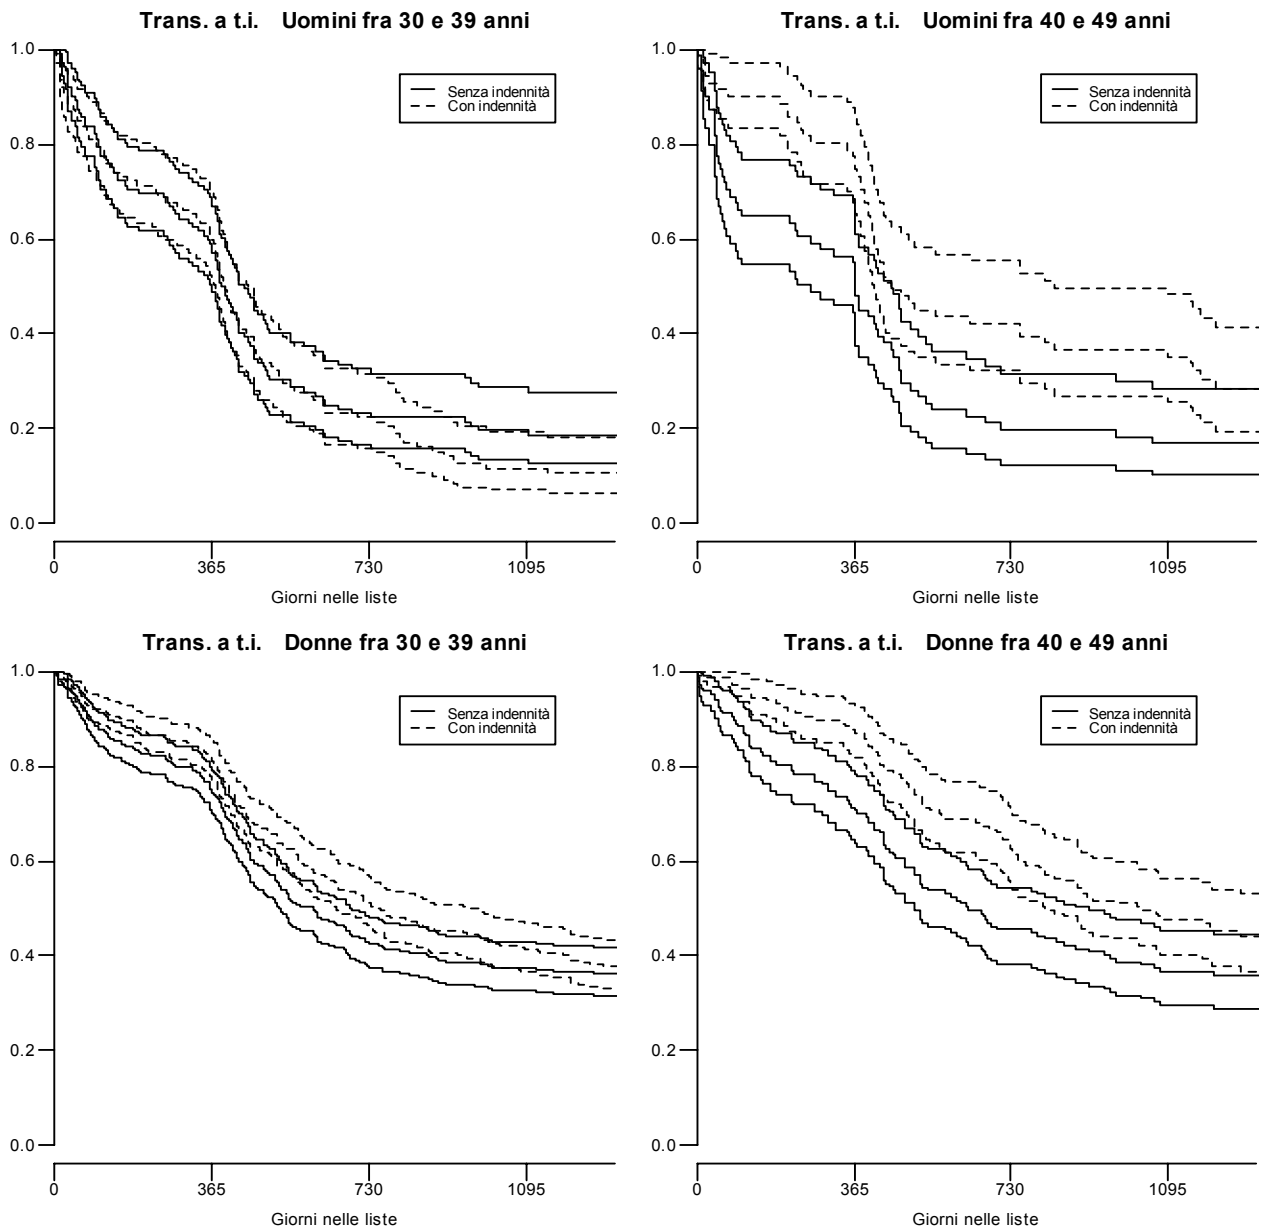 Trans. a t.i. Uomini fra 30 e 39 anni
1.0
0.8
0.6
0.4
0.2
0.0
Senza indennità
Con indennità
0 365 730 1095
Giorni nelle liste
Trans. a t.i. Uomini fra 40 e 49 anni
1.0
0.8
0.6
0.4
0.2
0.0
Senza indennità
Con indennità
0 365 730 1095
Giorni nelle liste
Trans. a t.i. Donne fra 30 e 39 anni
1.0
0.8
0.6
0.4
0.2
0.0
Senza indennità
Con indennità
0 365 730 1095
Giorni nelle liste
Trans. a t.i. Donne fra 40 e 49 anni
1.0
0.8
0.6
0.4
0.2
0.0
Senza indennità
Con indennità
0 365 730 1095
Giorni nelle liste